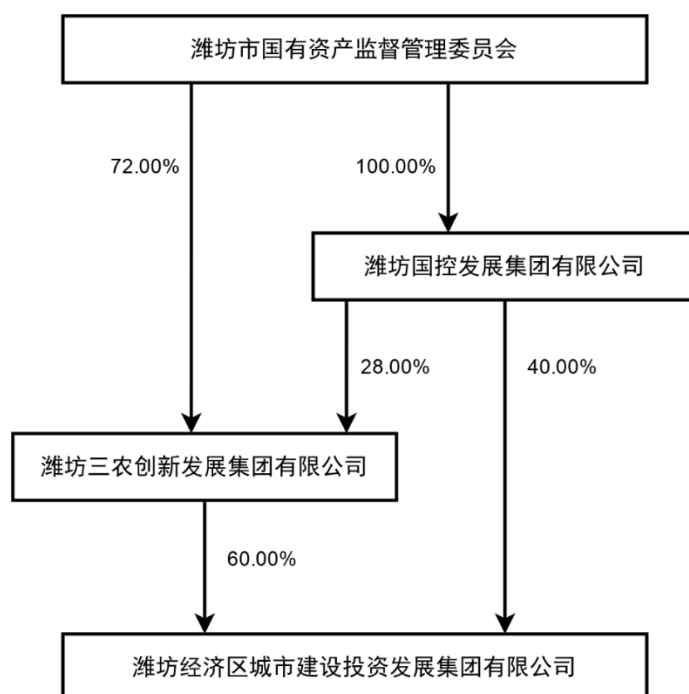 潍坊市国有资产监督管理委员会
72.00%
100.00%
潍坊国控发展集团有限公司
28.00%
40.00%
潍坊三农创新发展集团有限公司
60.00%
潍坊经济区城市建设投资发展集团有限公司